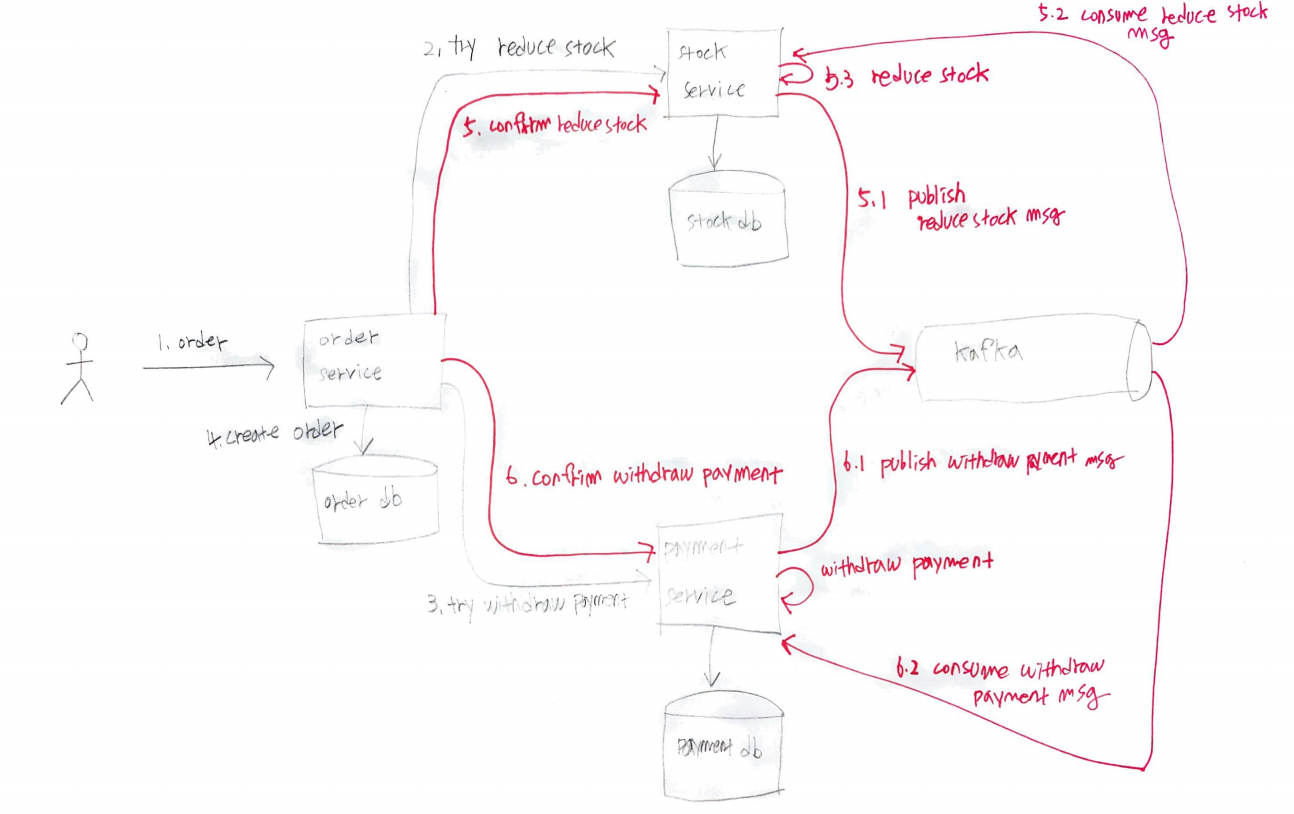 5.2 consume reduce stock
msg
2. try reduce stock
stock
service
5.3 reduce stock
5. confirm reduce stock
5.1 publish
reduce stock msg
stock db
1. order
order
service
kafka
4. create order
order db
6. confirm withdraw payment
6.1 publish withdraw payment msg
payment
service
withdraw payment
3. try withdraw payment
6.2 consume withdraw
payment msg
payment db